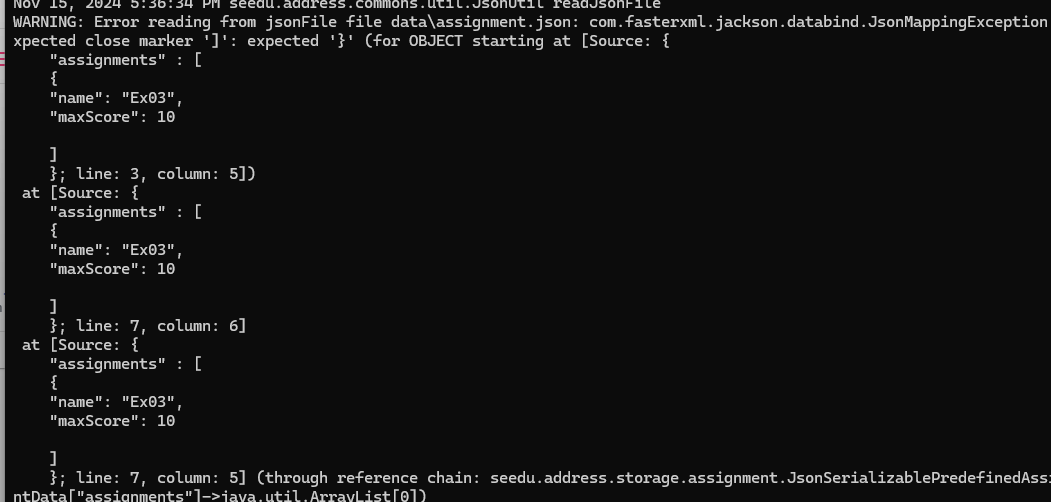 Nov 15, 2024 5:36:34 PM seedu.address.commons.util.JsonUtil readJsonFile
WARNING: Error reading from jsonFile file data\assignment.json: com.fasterxml.jackson.databind.JsonMappingException
xpected close marker ']': expected '}' (for OBJECT starting at [Source: {
    "assignments" : [
    {
    "name": "Ex03",
    "maxScore": 10

    ]
    }; line: 3, column: 5])
 at [Source: {
    "assignments" : [
    {
    "name": "Ex03",
    "maxScore": 10

    ]
    }; line: 7, column: 6]
 at [Source: {
    "assignments" : [
    {
    "name": "Ex03",
    "maxScore": 10

    ]
    }; line: 7, column: 5] (through reference chain: seedu.address.storage.assignment.JsonSerializablePredefinedAssi
ntData["assignments"]->java.util.ArrayList[0])